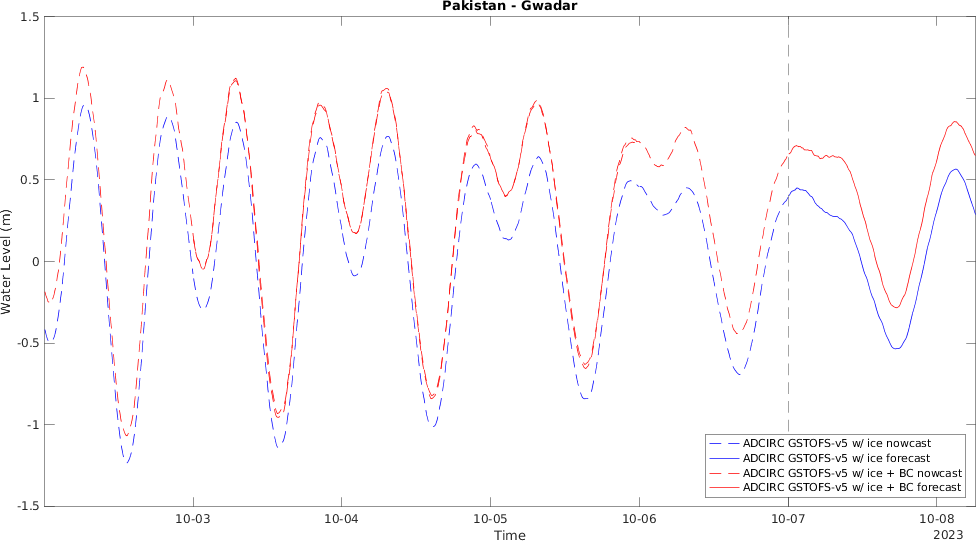 Pakistan - Gwadar
1.5
1
0.5
0
-0.5
-1
-1.5
Water Level (m)
10-03
10-04
10-05
10-06
10-07
10-08
Time
2023
ADCIRC GSTOFS-v5 w/ ice nowcast
ADCIRC GSTOFS-v5 w/ ice forecast
ADCIRC GSTOFS-v5 w/ ice + BC nowcast
ADCIRC GSTOFS-v5 w/ ice + BC forecast